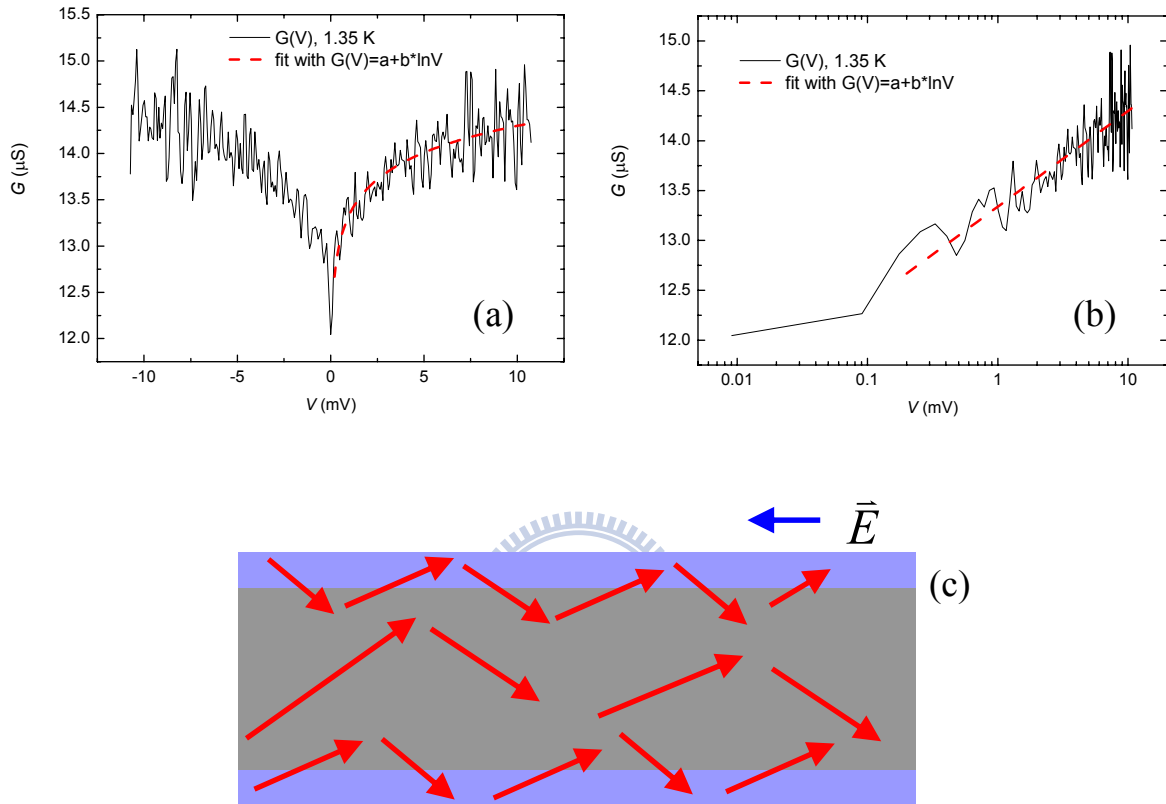 G(V), 1.35 K
fit with G(V)=a+b*lnV
15.5
15.0
14.5
14.0
13.5
13.0
12.5
12.0
G (μS)
-10
-5
0
5
10
V (mV)
(a)
G(V), 1.35 K
fit with G(V)=a+b*lnV
15.0
14.5
14.0
13.5
13.0
12.5
12.0
G (μS)
0.01
0.1
1
10
V (mV)
(b)
E⃗
(c)